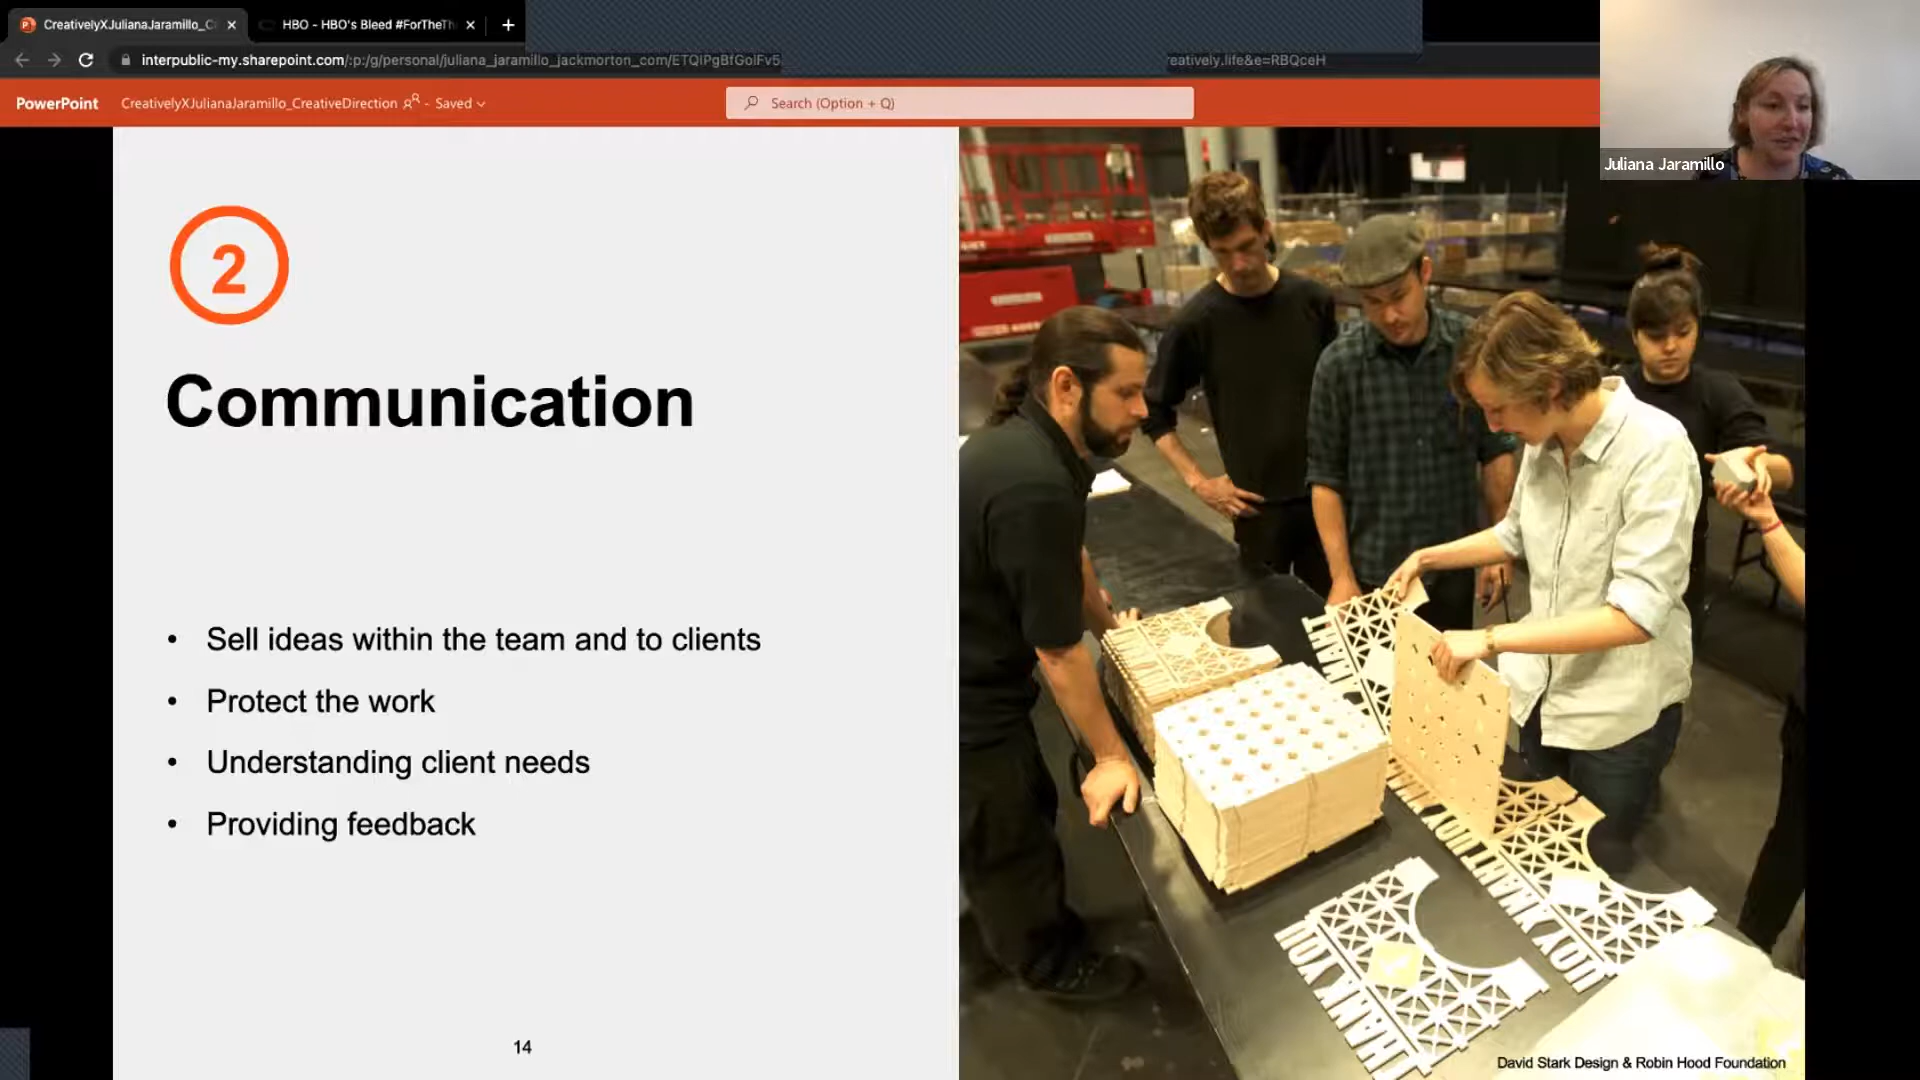 CreativelyXJulianaJaramillo_C
HBO - HBO's Bleed #ForTheTh
interpublic-my.sharepoint.com/:p:/g/personal/juliana_jaramillo_jackmorton_com/ETQIPgBfGolFv5
reatively.life&e=RBQceH
PowerPoint
CreativelyXJulianaJaramillo_CreativeDirection - Saved
Search (Option + Q)
Juliana Jaramillo
2
Communication
• Sell ideas within the team and to clients
• Protect the work
• Understanding client needs
• Providing feedback
THANK YOU
THANK YOU
14
David Stark Design & Robin Hood Foundation